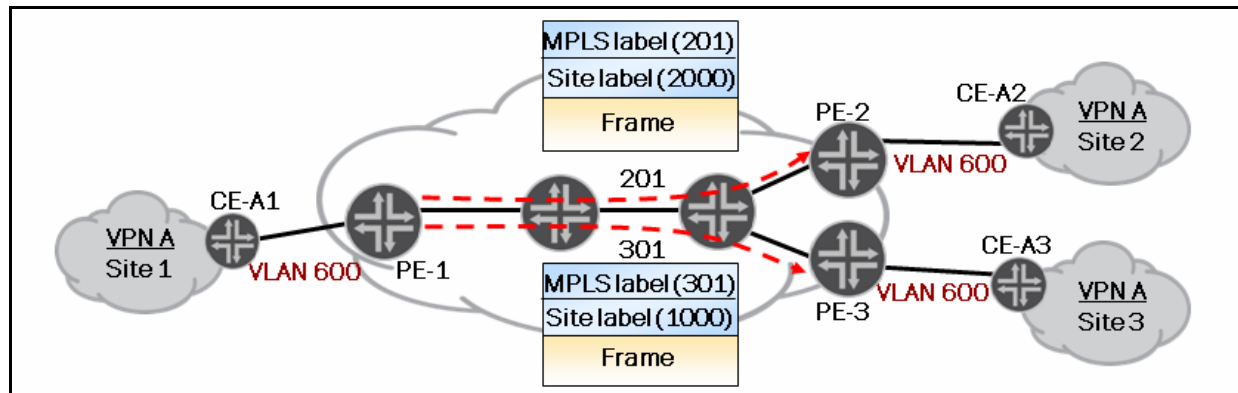 MPLS label (201)
Site label (2000)
Frame
PE-2
CE-A2
VPN A
Site 2
VLAN 600
201
CE-A1
VPN A
Site 1
VLAN 600
PE-1
301
MPLS label (301)
Site label (1000)
Frame
PE-3
VLAN 600
CE-A3
VPN A
Site 3